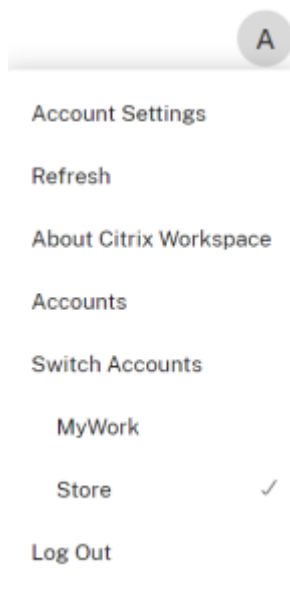 A
Account Settings
Refresh
About Citrix Workspace
Accounts
Switch Accounts
MyWork
Store
Log Out